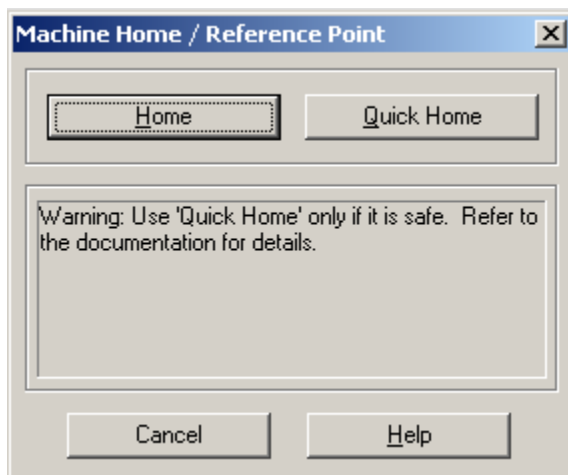 Machine Home / Reference Point
Home
Quick Home
Warning: Use 'Quick Home' only if it is safe.  Refer to
the documentation for details.
Cancel
Help